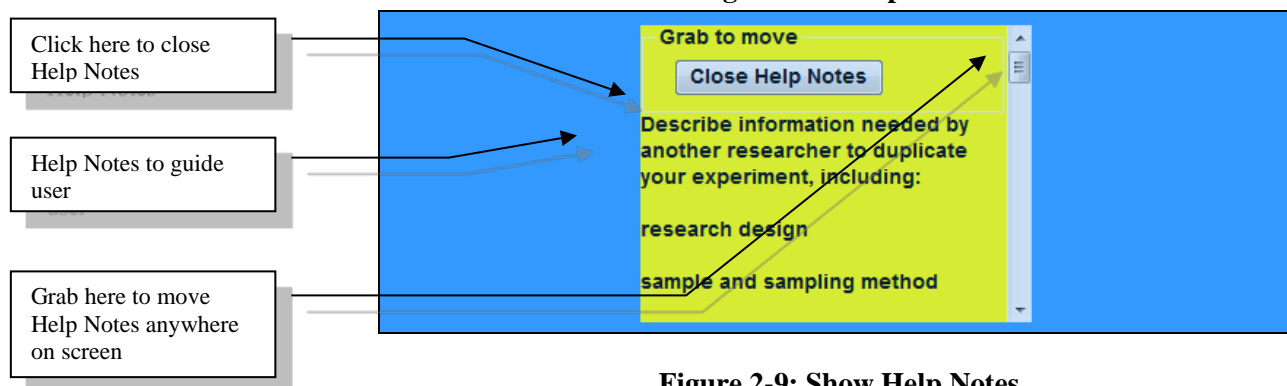 Click here to close
Help Notes
Help Notes to guide
user
Grab here to move
Help Notes anywhere
on screen
Grab to move
Close Help Notes
Describe information needed by
another researcher to duplicate
your experiment, including:
research design
sample and sampling method
Figure 2-9: Show Help Notes